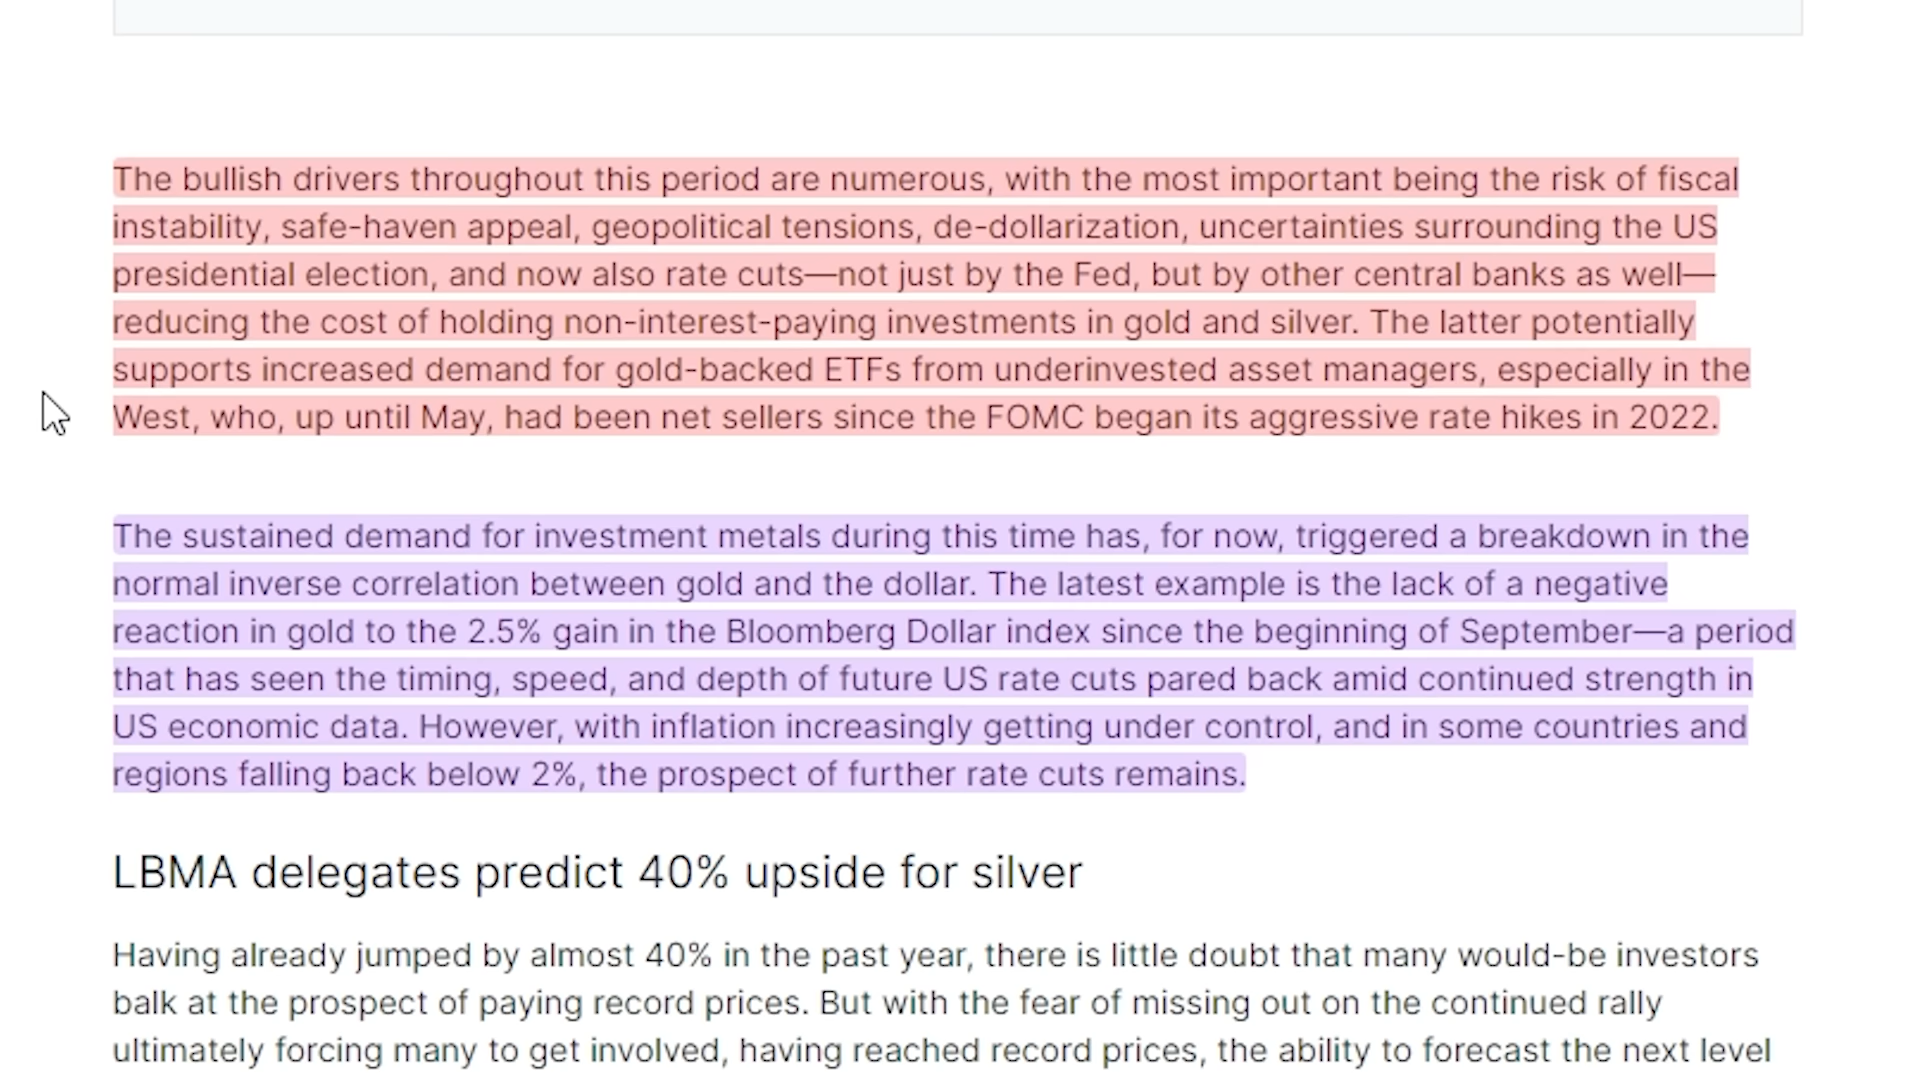 The bullish drivers throughout this period are numerous, with the most important being the risk of fiscal
instability, safe-haven appeal, geopolitical tensions, de-dollarization, uncertainties surrounding the US
presidential election, and now also rate cuts—not just by the Fed, but by other central banks as well—
reducing the cost of holding non-interest-paying investments in gold and silver. The latter potentially
supports increased demand for gold-backed ETFs from underinvested asset managers, especially in the
West, who, up until May, had been net sellers since the FOMC began its aggressive rate hikes in 2022.
The sustained demand for investment metals during this time has, for now, triggered a breakdown in the
normal inverse correlation between gold and the dollar. The latest example is the lack of a negative
reaction in gold to the 2.5% gain in the Bloomberg Dollar index since the beginning of September—a period
that has seen the timing, speed, and depth of future US rate cuts pared back amid continued strength in
US economic data. However, with inflation increasingly getting under control, and in some countries and
regions falling back below 2%, the prospect of further rate cuts remains.
LBMA delegates predict 40% upside for silver
Having already jumped by almost 40% in the past year, there is little doubt that many would-be investors
balk at the prospect of paying record prices. But with the fear of missing out on the continued rally
ultimately forcing many to get involved, having reached record prices, the ability to forecast the next level